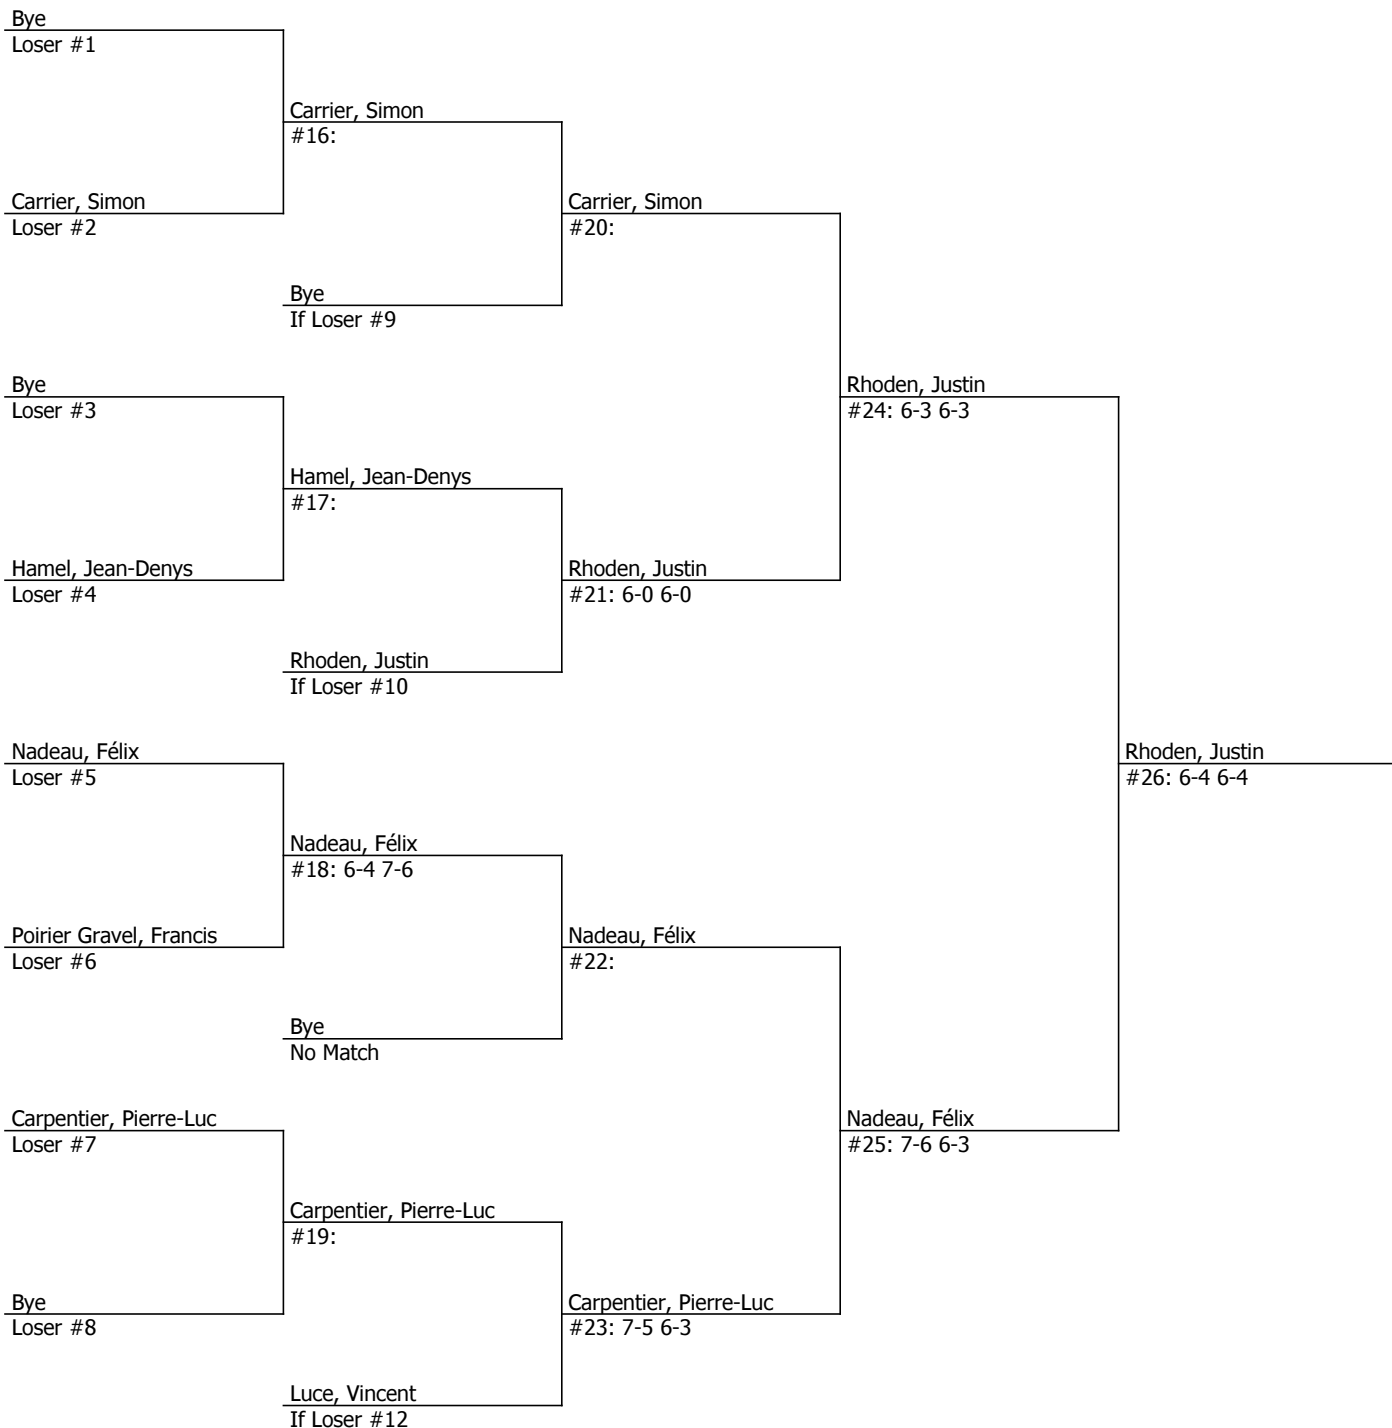 Bye
Loser #1
Carrier, Simon
#16:
Carrier, Simon
Loser #2
Carrier, Simon
#20:
Bye
If Loser #9
Bye
Loser #3
Rhoden, Justin
#24: 6-3 6-3
Hamel, Jean-Denys
#17:
Hamel, Jean-Denys
Loser #4
Rhoden, Justin
#21: 6-0 6-0
Rhoden, Justin
If Loser #10
Nadeau, Félix
Loser #5
Rhoden, Justin
#26: 6-4 6-4
Nadeau, Félix
#18: 6-4 7-6
Poirier Gravel, Francis
Loser #6
Nadeau, Félix
#22:
Bye
No Match
Carpentier, Pierre-Luc
Loser #7
Nadeau, Félix
#25: 7-6 6-3
Carpentier, Pierre-Luc
#19:
Bye
Loser #8
Carpentier, Pierre-Luc
#23: 7-5 6-3
Luce, Vincent
If Loser #12